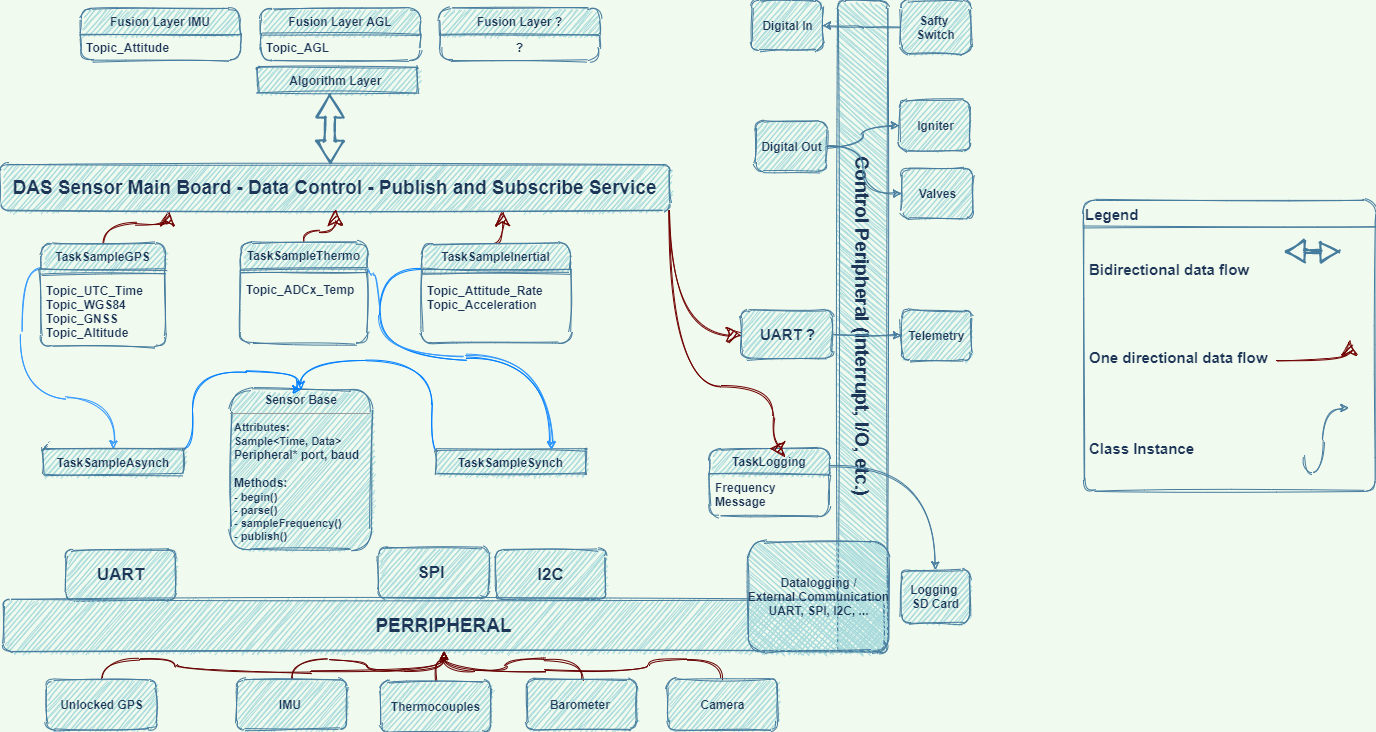 Fusion Layer IMU
Topic_Attitude
Fusion Layer AGL
Topic_AGL
Fusion Layer ?
?
Algorithm Layer
Digital In
Safty
Switch
Digital Out
Igniter
Valves
Control Peripheral (Interrupt, I/O, etc.)
DAS Sensor Main Board - Data Control - Publish and Subscribe Service
TaskSampleGPS
Topic_UTC_Time
Topic_WGS84
Topic_GNSS
Topic_Altitude
TaskSampleThermo
Topic_ADCx_Temp
TaskSampleInertial
Topic_Attitude_Rate
Topic_Acceleration
UART ?
Telemetry
Legend
Bidirectional data flow
One directional data flow
Class Instance
TaskSampleAsynch
Sensor Base
Attributes:
Sample<Time, Data>
Peripheral* port, baud
Methods:
- begin()
- parse()
- sampleFrequency()
- publish()
TaskSampleSynch
TaskLogging
Frequency
Message
UART
SPI
I2C
Datalogging /
External Communication
UART, SPI, I2C, ...
Logging
SD Card
PERRIPHERAL
Unlocked GPS
IMU
Thermocouples
Barometer
Camera